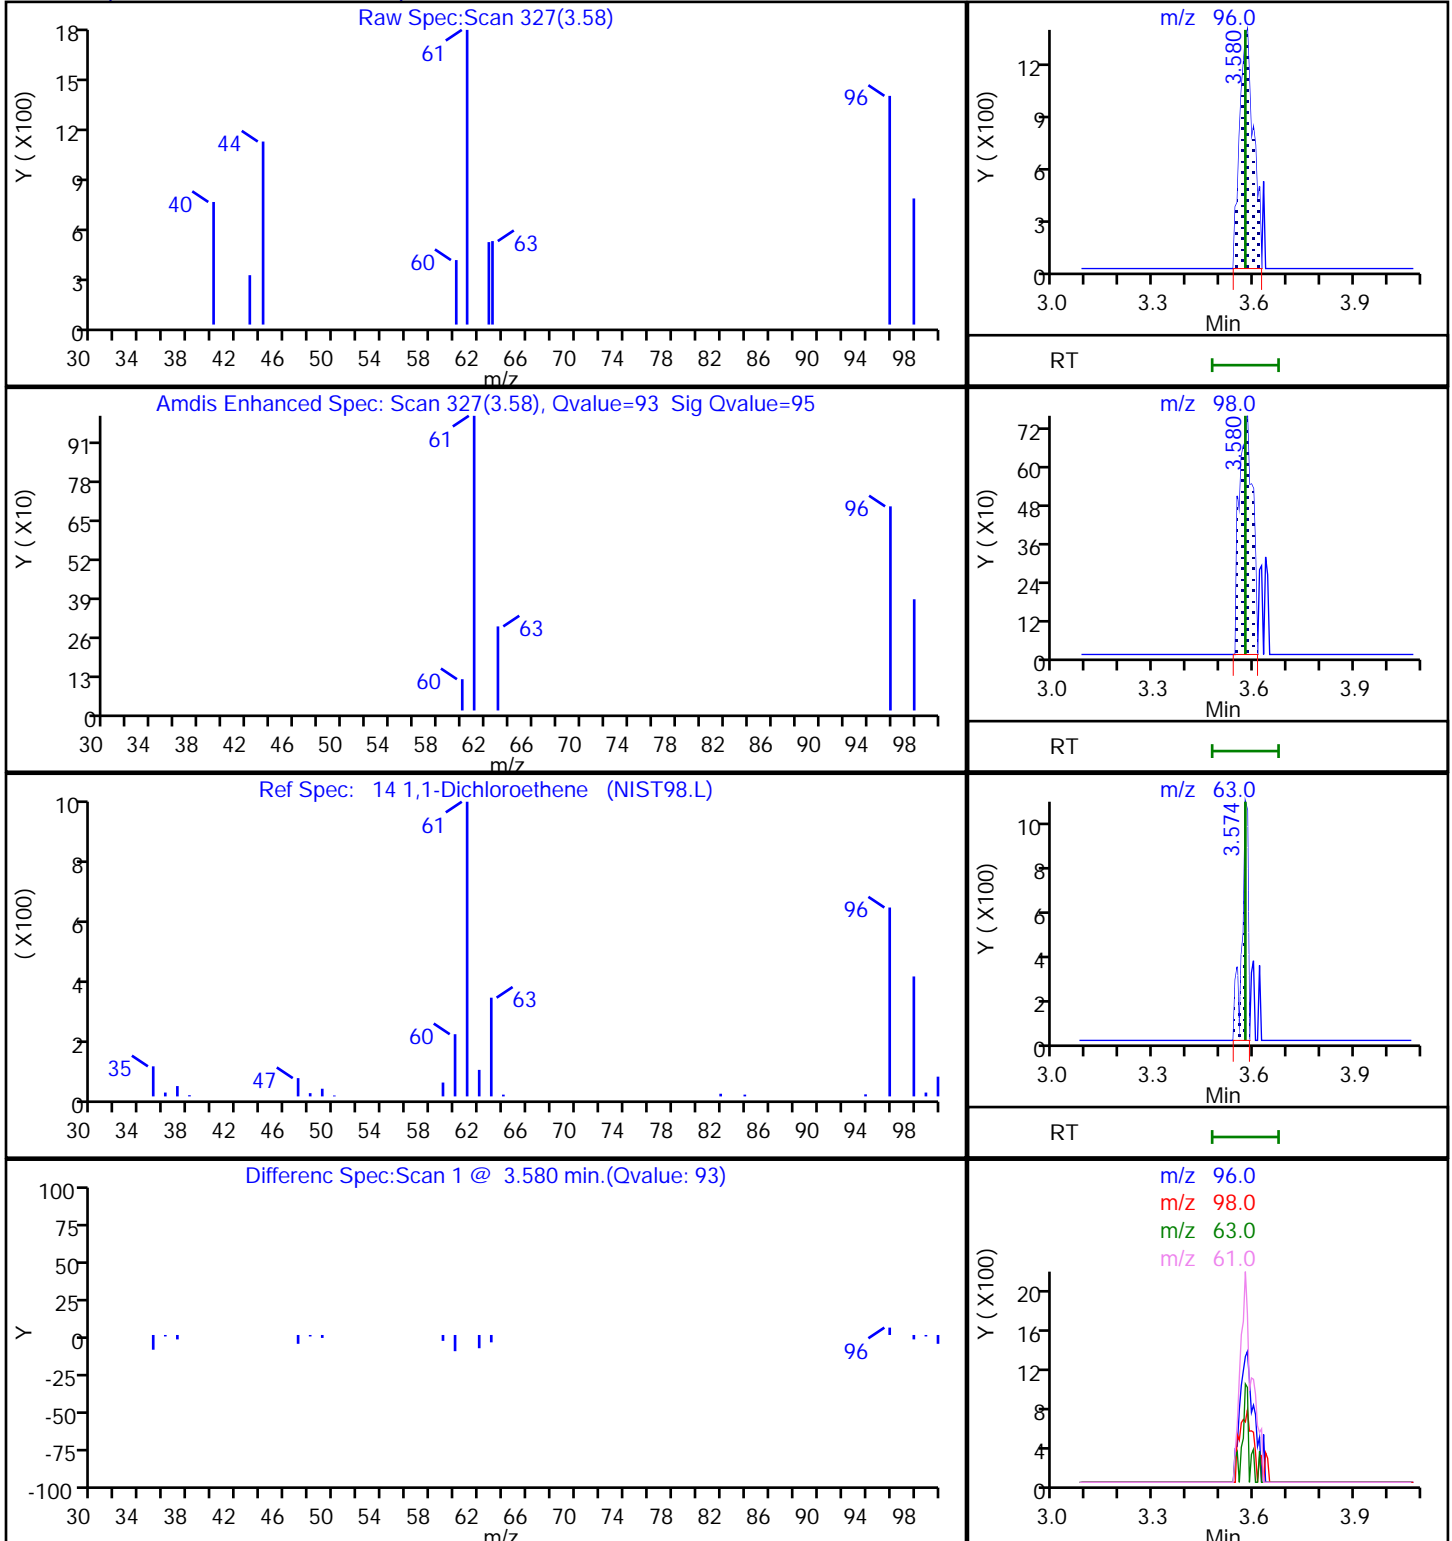 Raw Spec:Scan 327(3.58)
Y ( X100)
18
15
12
9
6
3
0
61
96
44
40
60
63
30 34 38 42 46 50 54 58 62 66 70 74 78 82 86 90 94 98
m/z
m/z 96.0
Y ( X100)
12
9
6
3
0
3.580
3.0 3.3 3.6 3.9
Min
RT
Amdis Enhanced Spec: Scan 327(3.58), Qvalue=93 Sig Qvalue=95
Y ( X10)
91
78
65
52
39
26
13
0
61
96
63
60
30 34 38 42 46 50 54 58 62 66 70 74 78 82 86 90 94 98
m/z
m/z 98.0
Y ( X10)
72
60
48
36
24
12
0
3.580
3.0 3.3 3.6 3.9
Min
RT
Ref Spec: 14 1,1-Dichloroethene (NIST98.L)
( X100)
10
8
6
4
2
0
61
96
63
60
35
47
30 34 38 42 46 50 54 58 62 66 70 74 78 82 86 90 94 98
m/z 63.0
Y ( X100)
10
8
6
4
2
0
3.574
3.0 3.3 3.6 3.9
Min
RT
Differenc Spec:Scan 1 @ 3.580 min.(Qvalue: 93)
Y
100
75
50
25
0
-25
-50
-75
-100
96
30 34 38 42 46 50 54 58 62 66 70 74 78 82 86 90 94 98
m/z
m/z 96.0
m/z 98.0
m/z 63.0
m/z 61.0
Y ( X100)
20
16
12
8
4
0
3.0 3.3 3.6 3.9
Min